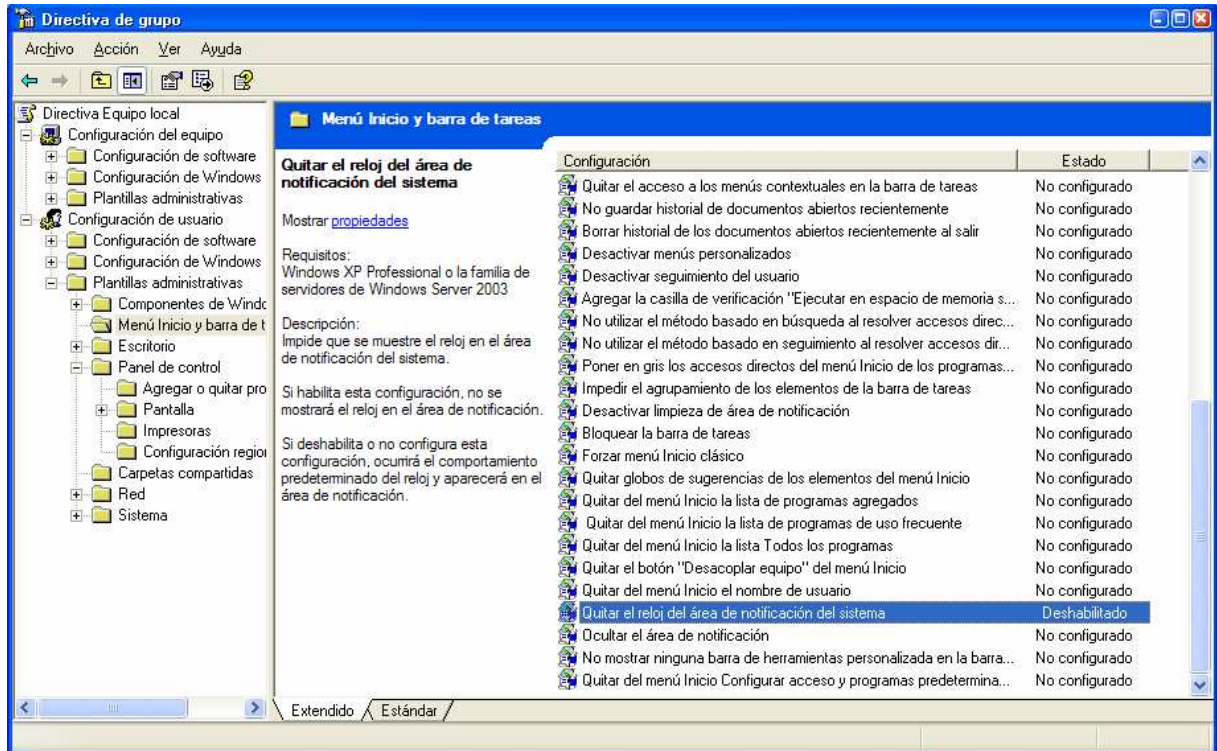 Directiva de grupo
Archivo Acción Ver Ayuda
Directiva Equipo local
Configuración del equipo
Configuración de software
Configuración de Windows
Plantillas administrativas
Configuración de usuario
Configuración de software
Configuración de Windows
Plantillas administrativas
Componentes de Windo
Menú Inicio y barra de t
Escritorio
Panel de control
Agregar o quitar pro
Pantalla
Impresoras
Configuración region
Carpetas compartidas
Red
Sistema
Menú Inicio y barra de tareas
Quitar el reloj del área de
notificación del sistema
Mostrar propiedades
Requisitos:
Windows XP Professional o la familia de
servidores de Windows Server 2003
Descripción:
Impide que se muestre el reloj en el área
de notificación del sistema.
Si habilita esta configuración, no se
mostrará el reloj en el área de notificación.
Si deshabilita o no configura esta
configuración, ocurrirá el comportamiento
predeterminado del reloj y aparecerá en el
área de notificación.
Configuración Estado
Quitar el acceso a los menús contextuales en la barra de tareas No configurado
No guardar historial de documentos abiertos recientemente No configurado
Borrar historial de los documentos abiertos recientemente al salir No configurado
Desactivar menús personalizados No configurado
Desactivar seguimiento del usuario No configurado
Agregar la casilla de verificación "Ejecutar en espacio de memoria s... No configurado
No utilizar el método basado en búsqueda al resolver accesos direc... No configurado
No utilizar el método basado en seguimiento al resolver accesos dir... No configurado
Poner en gris los accesos directos del menú Inicio de los programas... No configurado
Impedir el agrupamiento de los elementos de la barra de tareas No configurado
Desactivar limpieza de área de notificación No configurado
Bloquear la barra de tareas No configurado
Forzar menú Inicio clásico No configurado
Quitar globos de sugerencias de los elementos del menú Inicio No configurado
Quitar del menú Inicio la lista de programas agregados No configurado
Quitar del menú Inicio la lista de programas de uso frecuente No configurado
Quitar del menú Inicio la lista Todos los programas No configurado
Quitar el botón "Desacoplar equipo" del menú Inicio No configurado
Quitar del menú Inicio el nombre de usuario No configurado
Quitar el reloj del área de notificación del sistema Deshabilitado
Ocultar el área de notificación No configurado
No mostrar ninguna barra de herramientas personalizada en la barra... No configurado
Quitar del menú Inicio Configurar acceso y programas predetermina... No configurado
Extendido Estándar